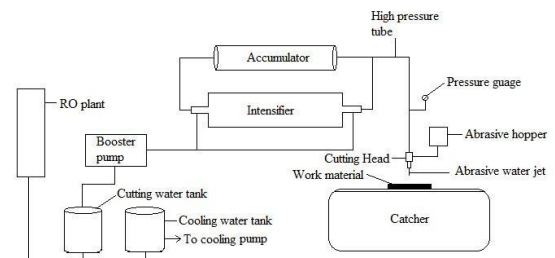 High pressure
tube
Accumulator
Pressure guage
RO plant
Intensifier
Abrasive hopper
Booster
pump
Cutting Head
Work material
Abrasive water jet
Cutting water tank
Catcher
Cooling water tank
To cooling pump